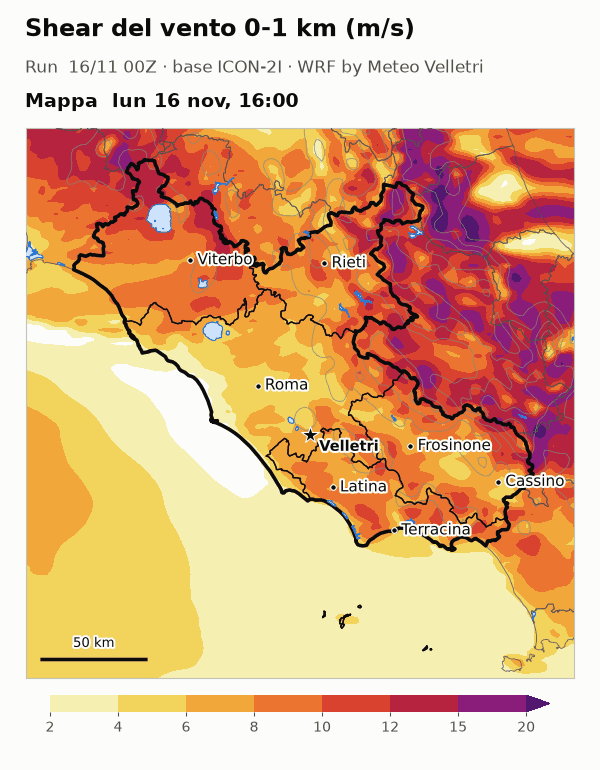 Shear del vento 0-1 km (m/s)
Run  16/11 00Z · base ICON-2I · WRF by Meteo Velletri
Mappa  lun 16 nov, 16:00
Viterbo
Rieti
Roma
Velletri
Frosinone
Cassino
Latina
Terracina
50 km
2 4 6 8 10 12 15 20